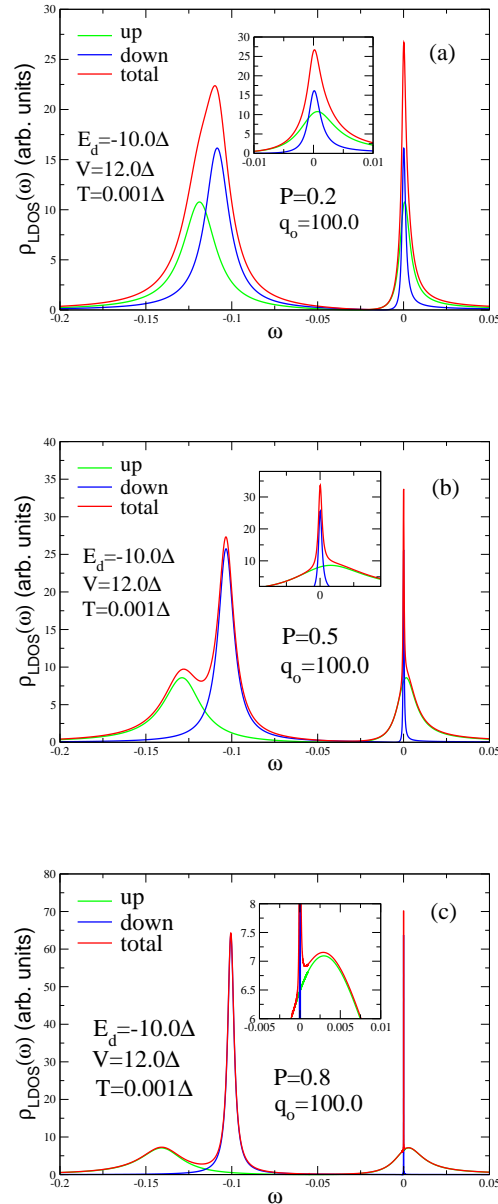 30
25
20
15
10
5
0
ρLDOS(ω) (arb. units)
up
down
total
E_d=-10.0Δ
V=12.0Δ
T=0.001Δ
30
25
20
15
10
5
0
-0.01 0 0.01
(a)
P=0.2
q_o=100.0
-0.2 -0.15 -0.1 -0.05 0 0.05
ω
40
35
30
25
20
15
10
5
0
ρLDOS(ω) (arb. units)
up
down
total
E_d=-10.0Δ
V=12.0Δ
T=0.001Δ
30
20
10
0
(b)
P=0.5
q_o=100.0
-0.2 -0.15 -0.1 -0.05 0 0.05
ω
80
70
60
50
40
30
20
10
0
ρLDOS(ω) (arb. units)
up
down
total
E_d=-10.0Δ
V=12.0Δ
T=0.001Δ
8
7.5
7
6.5
6
-0.005 0 0.005 0.01
(c)
P=0.8
q_o=100.0
-0.2 -0.15 -0.1 -0.05 0 0.05
ω